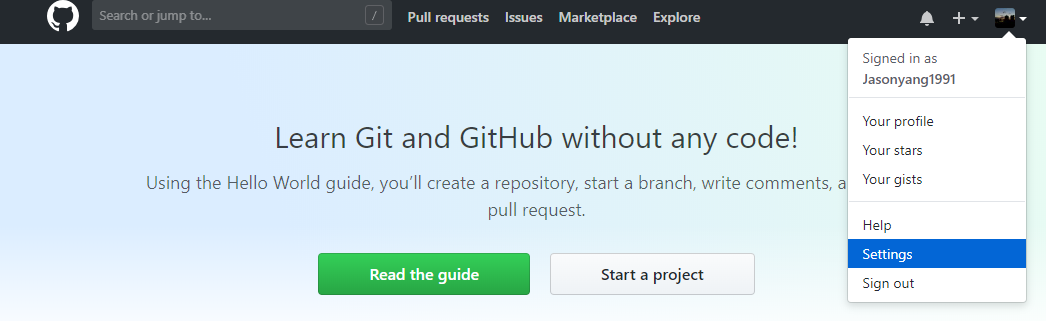 Search or jump to... /
Pull requests Issues Marketplace Explore
Signed in as
Jasonyang1991
Your profile
Your stars
Your gists
Help
Settings
Sign out
Learn Git and GitHub without any code!
Using the Hello World guide, you'll create a repository, start a branch, write comments, a
pull request.
Read the guide Start a project